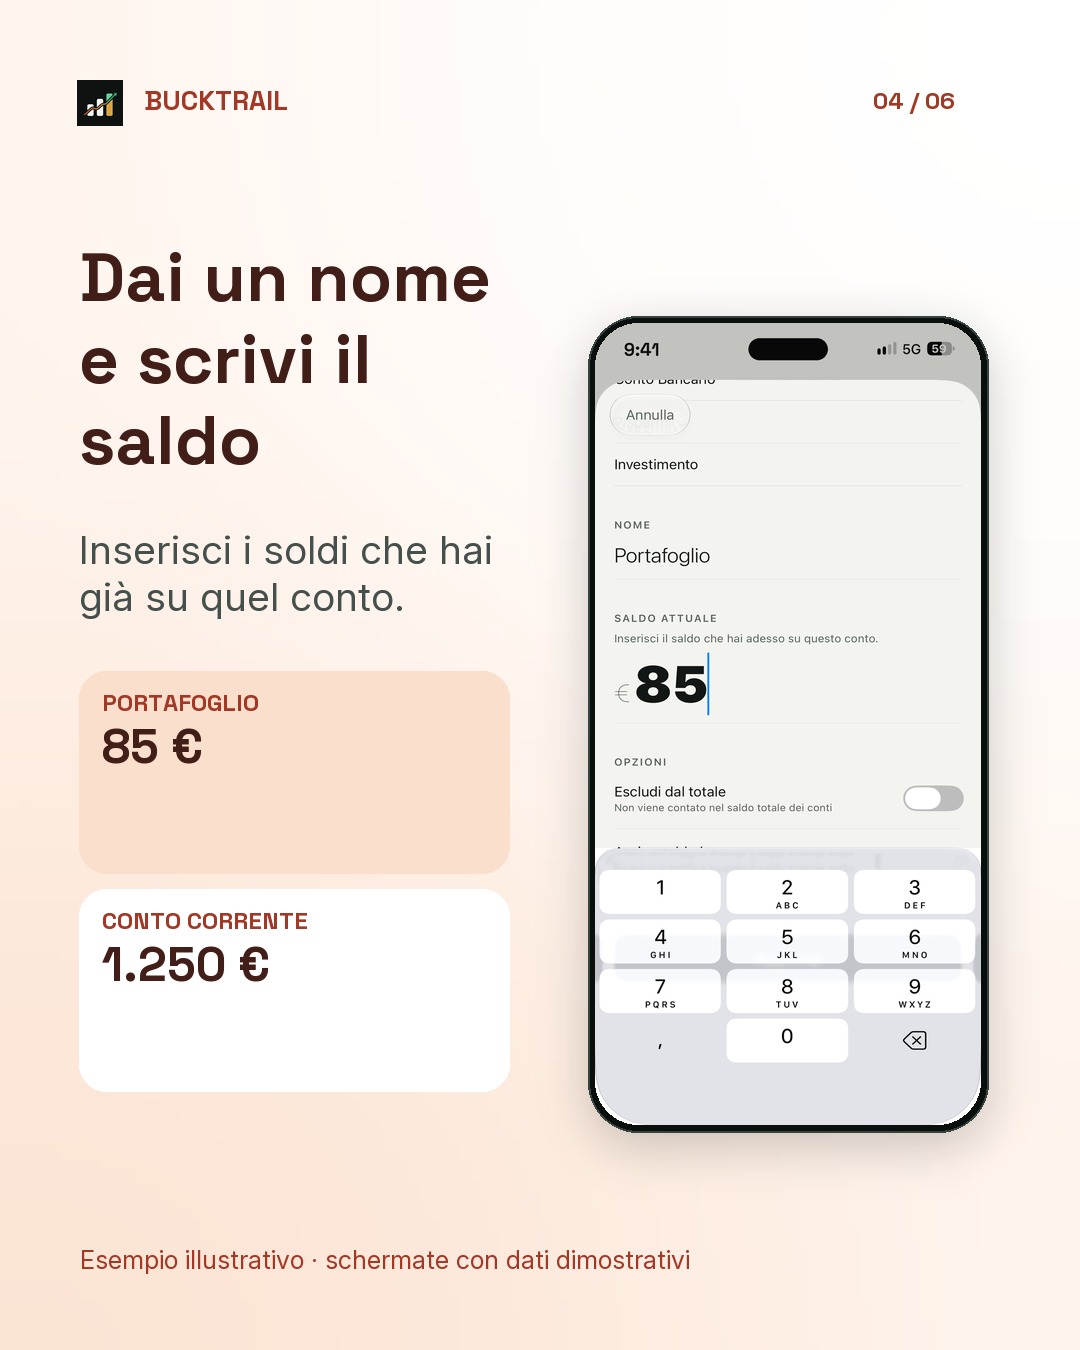 BUCKTRAIL
04 / 06
Dai un nome
e scrivi il
saldo
Inserisci i soldi che hai
già su quel conto.
PORTAFOGLIO
85 €
CONTO CORRENTE
1.250 €
9:41
5G
59
Conto Bancario
Annulla
Investimento
NOME
Portafoglio
SALDO ATTUALE
Inserisci il saldo che hai adesso su questo conto.
€ 85
OPZIONI
Escludi dal totale
Non viene contato nel saldo totale dei conti
1
2
ABC
3
DEF
4
GHI
5
JKL
6
MNO
7
PQRS
8
TUV
9
WXYZ
,
0
Esempio illustrativo · schermate con dati dimostrativi